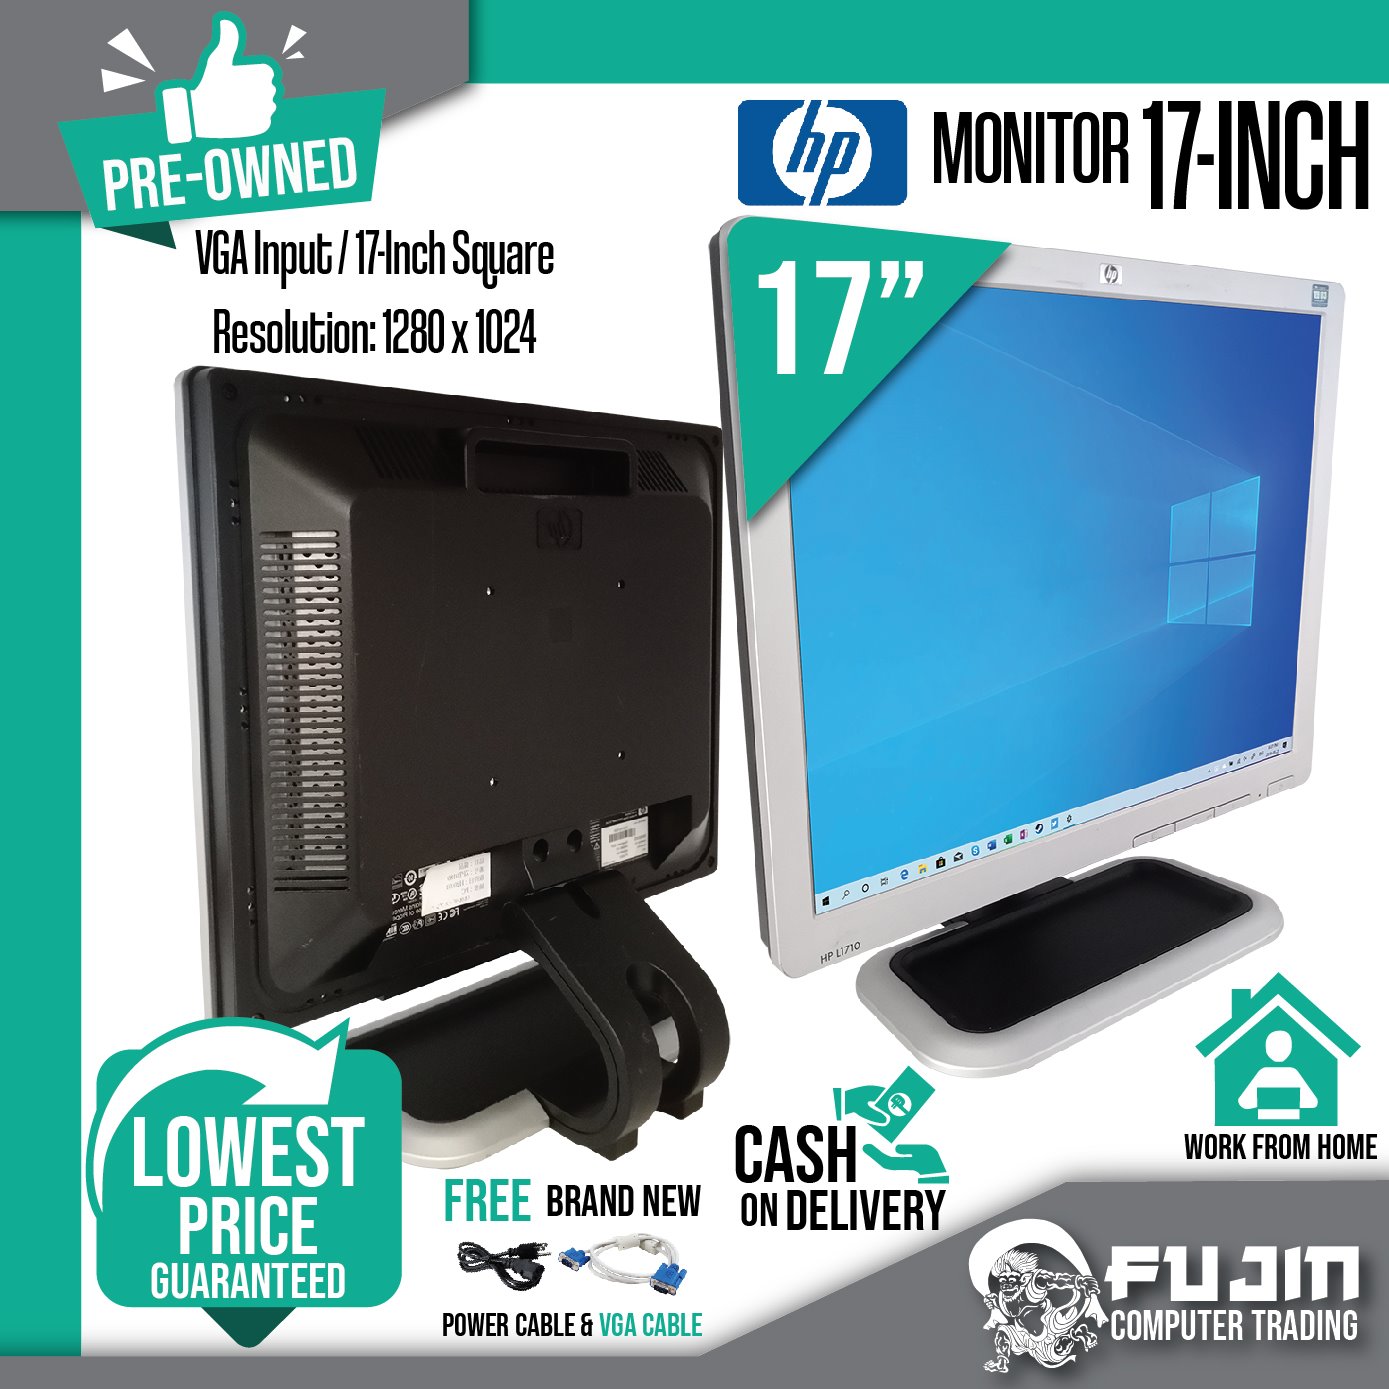 PRE-OWNED
hp MONITOR 17-INCH
VGA Input / 17-Inch Square
Resolution: 1280 x 1024
17”
hp
hp
HP L1710
LOWEST
PRICE
GUARANTEED
FREE BRAND NEW
POWER CABLE & VGA CABLE
CASH
ON DELIVERY
WORK FROM HOME
FUJIN
COMPUTER TRADING